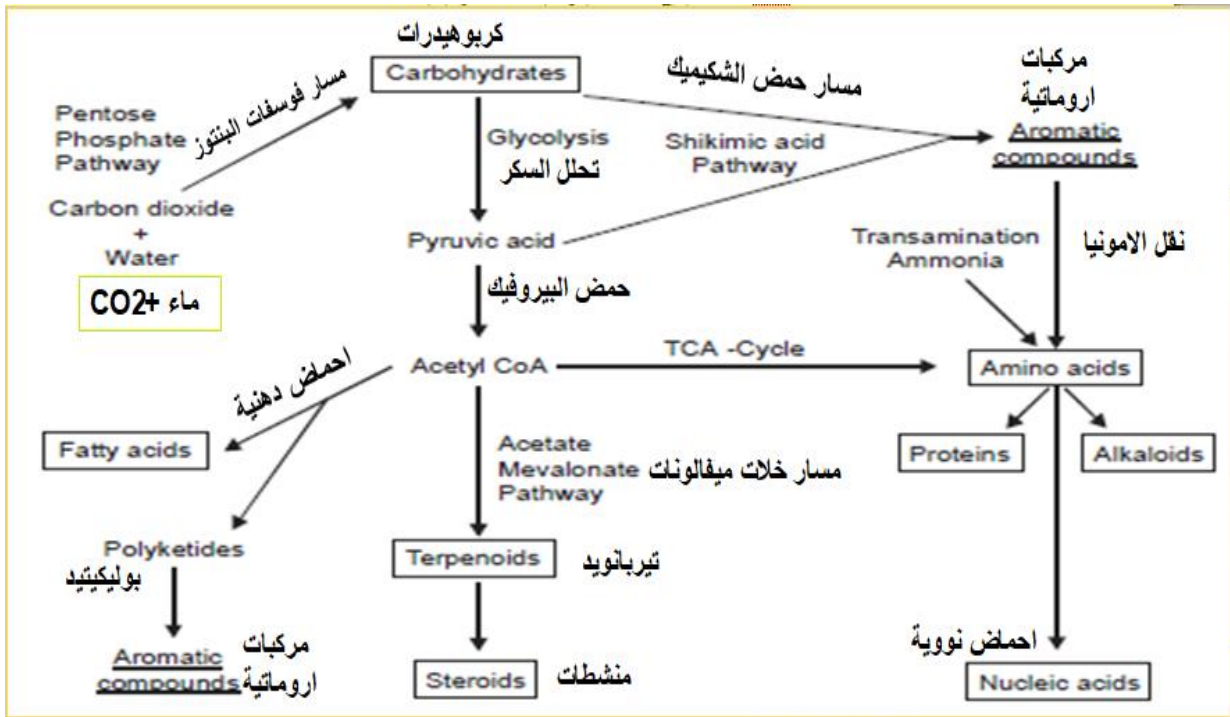 كربوهيدرات
Carbohydrates
مسار فوسفات البنتوز
Pentose
Phosphate
Pathway
Carbon dioxide
+
Water
CO2+ ماء
Glycolysis
تحلل السكر
مسار حمض الشكيميك
Shikimic acid
Pathway
مركبات
اروماتية
Aromatic
compounds
Pyruvic acid
حمض البيروفيك
Transamination
Ammonia
نقل الامونيا
Acetyl CoA
TCA -Cycle
Amino acids
احماض دهنية
Fatty acids
Acetate
Mevalonate
Pathway
مسار خلات ميفالونات
Proteins
Alkaloids
Polyketides
بوليكيتيد
Terpenoids
تيربانويد
Aromatic
compounds
مركبات
اروماتية
Steroids
منشطات
احماض نووية
Nucleic acids